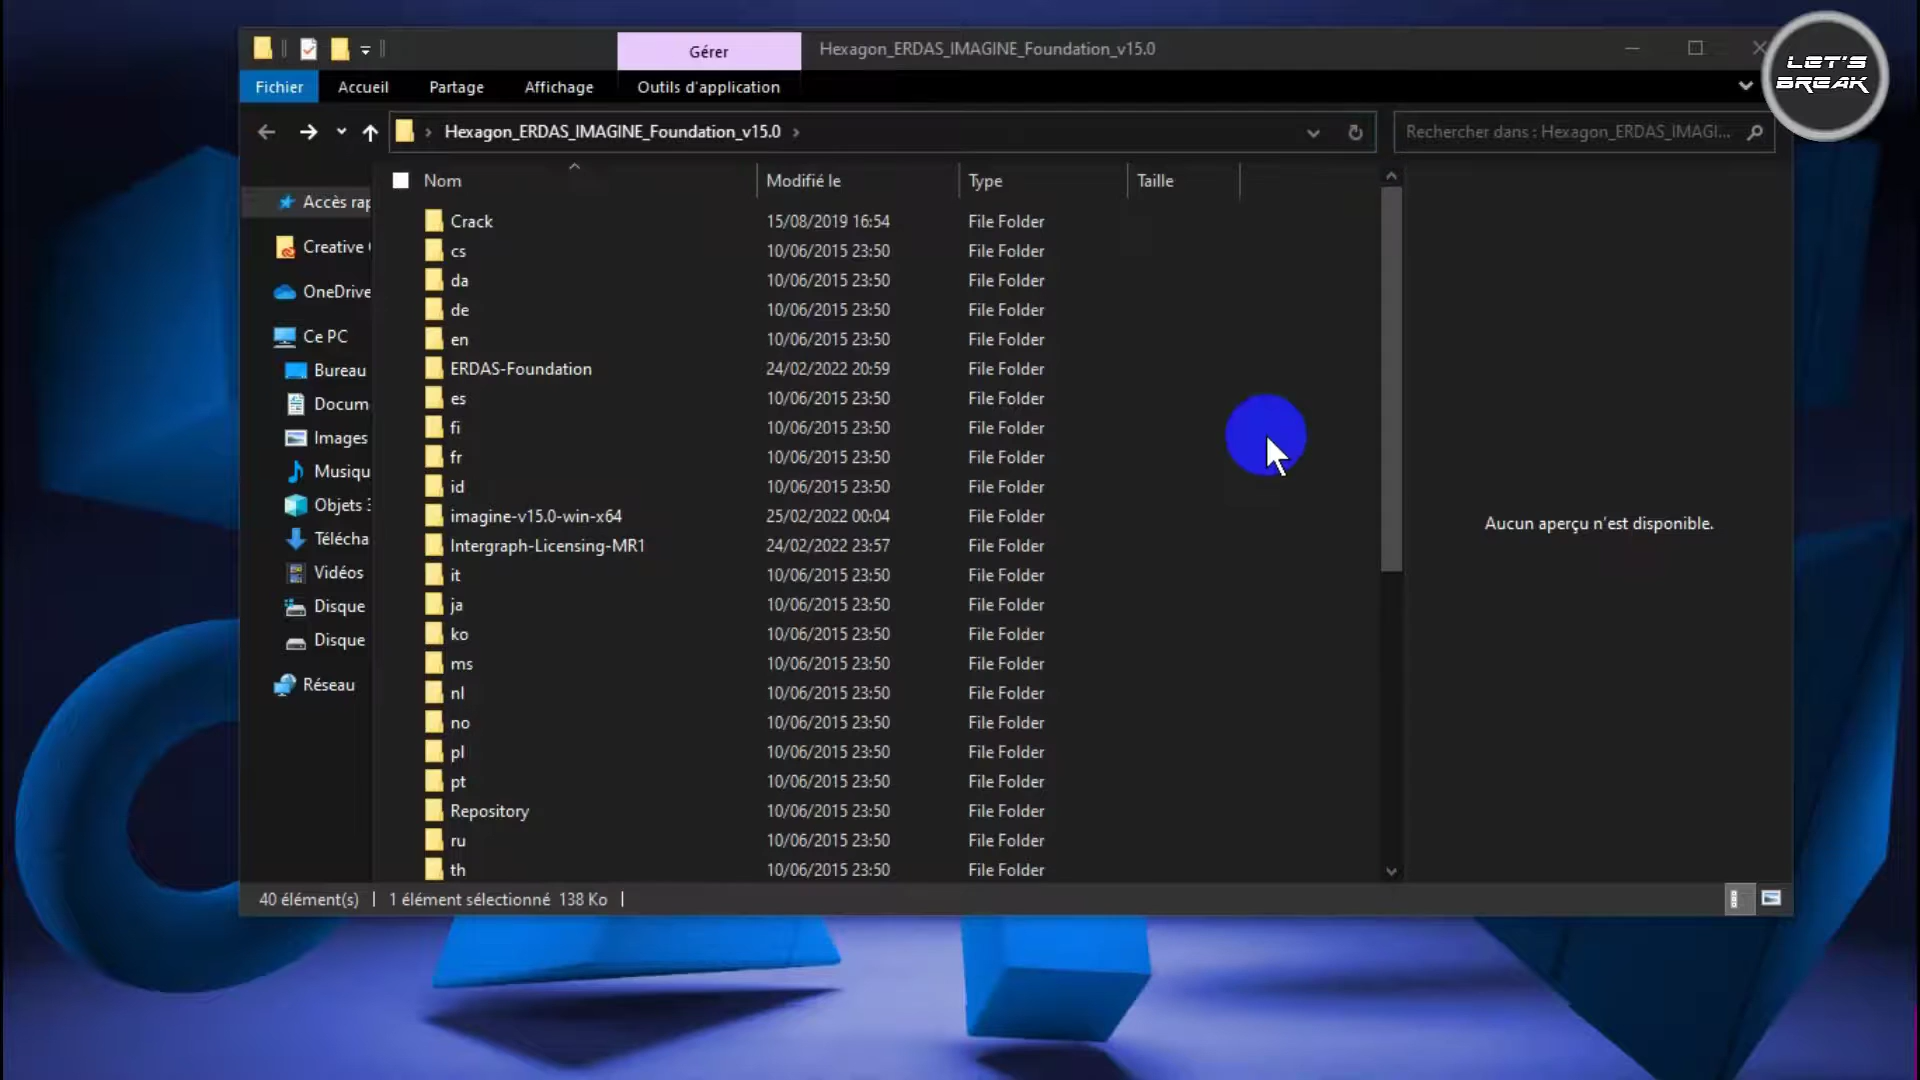 Gérer
Hexagon_ERDAS_IMAGINE_Foundation_v15.0
LET'S
BREAK
Fichier
Accueil
Partage
Affichage
Outils d'application
Hexagon_ERDAS_IMAGINE_Foundation_v15.0
Rechercher dans : Hexagon_ERDAS_IMAGI...
Nom
Modifié le
Type
Taille
Accès rap
Creative
OneDrive
Ce PC
Bureau
Docum
Images
Musiqu
Objets 3
Télécha
Vidéos
Disque
Disque
Réseau
Crack 15/08/2019 16:54 File Folder
cs 10/06/2015 23:50 File Folder
da 10/06/2015 23:50 File Folder
de 10/06/2015 23:50 File Folder
en 10/06/2015 23:50 File Folder
ERDAS-Foundation 24/02/2022 20:59 File Folder
es 10/06/2015 23:50 File Folder
fi 10/06/2015 23:50 File Folder
fr 10/06/2015 23:50 File Folder
id 10/06/2015 23:50 File Folder
imagine-v15.0-win-x64 25/02/2022 00:04 File Folder
Intergraph-Licensing-MR1 24/02/2022 23:57 File Folder
it 10/06/2015 23:50 File Folder
ja 10/06/2015 23:50 File Folder
ko 10/06/2015 23:50 File Folder
ms 10/06/2015 23:50 File Folder
nl 10/06/2015 23:50 File Folder
no 10/06/2015 23:50 File Folder
pl 10/06/2015 23:50 File Folder
pt 10/06/2015 23:50 File Folder
Repository 10/06/2015 23:50 File Folder
ru 10/06/2015 23:50 File Folder
th 10/06/2015 23:50 File Folder
Aucun aperçu n'est disponible.
40 élément(s)
1 élément sélectionné 138 Ko